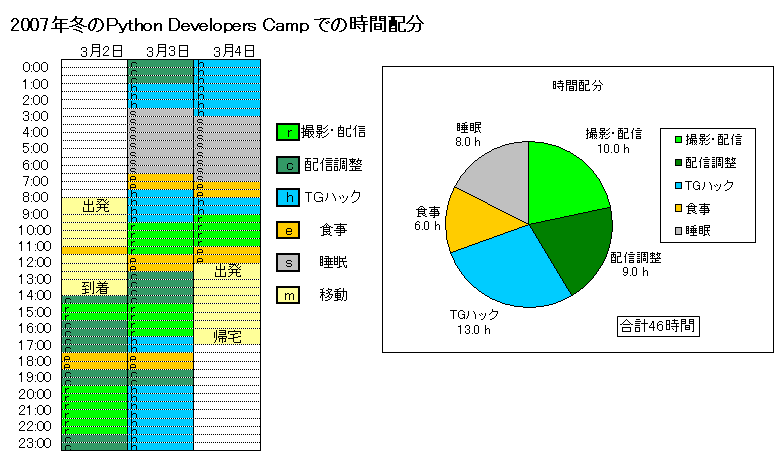 2007年冬のPython Developers Camp での時間配分
3月2日 3月3日 3月4日
0:00
1:00
2:00
3:00
4:00
5:00
6:00
7:00
8:00
9:00
10:00
11:00
12:00
13:00
14:00
15:00
16:00
17:00
18:00
19:00
20:00
21:00
22:00
23:00
出発
到着
出発
帰宅
r 撮影・配信
c 配信調整
h TGハック
e 食事
s 睡眠
m 移動
時間配分
睡眠
8.0 h
撮影・配信
10.0 h
食事
6.0 h
配信調整
9.0 h
TGハック
13.0 h
撮影・配信
配信調整
TGハック
食事
睡眠
合計46時間